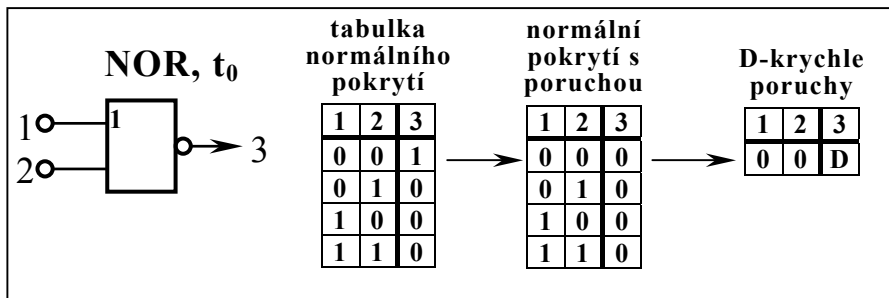 NOR, t0
1
1
2
3
tabulka
normálního
pokrytí
1 2 3
0 0 1
0 1 0
1 0 0
1 1 0
normální
pokrytí s
poruchou
1 2 3
0 0 0
0 1 0
1 0 0
1 1 0
D-krychle
poruchy
1 2 3
0 0 D